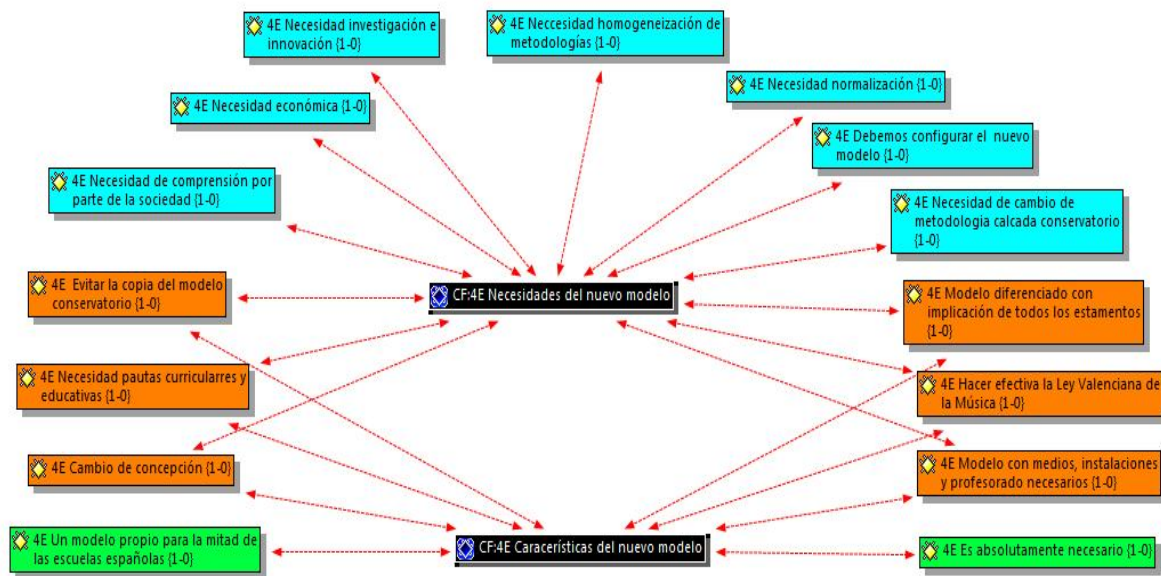 4E Necesidad investigación e
innovación {1-0}
4E Neccesidad homogeneización de
metodologías {1-0}
4E Necesidad económica {1-0}
4E Necesidad normalización {1-0}
4E Debemos configurar el nuevo
modelo {1-0}
4E Necesidad de comprensión por
parte de la sociedad {1-0}
4E Necesidad de cambio de
metodologia calcada conservatorio
{1-0}
4E Evitar la copia del modelo
conservatorio {1-0}
CF:4E Necesidades del nuevo modelo
4E Modelo diferenciado con
implicación de todos los estamentos
{1-0}
4E Necesidad pautas curricularres y
educativas {1-0}
4E Hacer efectiva la Ley Valenciana de
la Música {1-0}
4E Cambio de concepción {1-0}
4E Modelo con medios, instalaciones
y profesorado necesarios {1-0}
4E Un modelo propio para la mitad de
las escuelas españolas {1-0}
CF:4E Caracerísticas del nuevo modelo
4E Es absolutamente necesario {1-0}